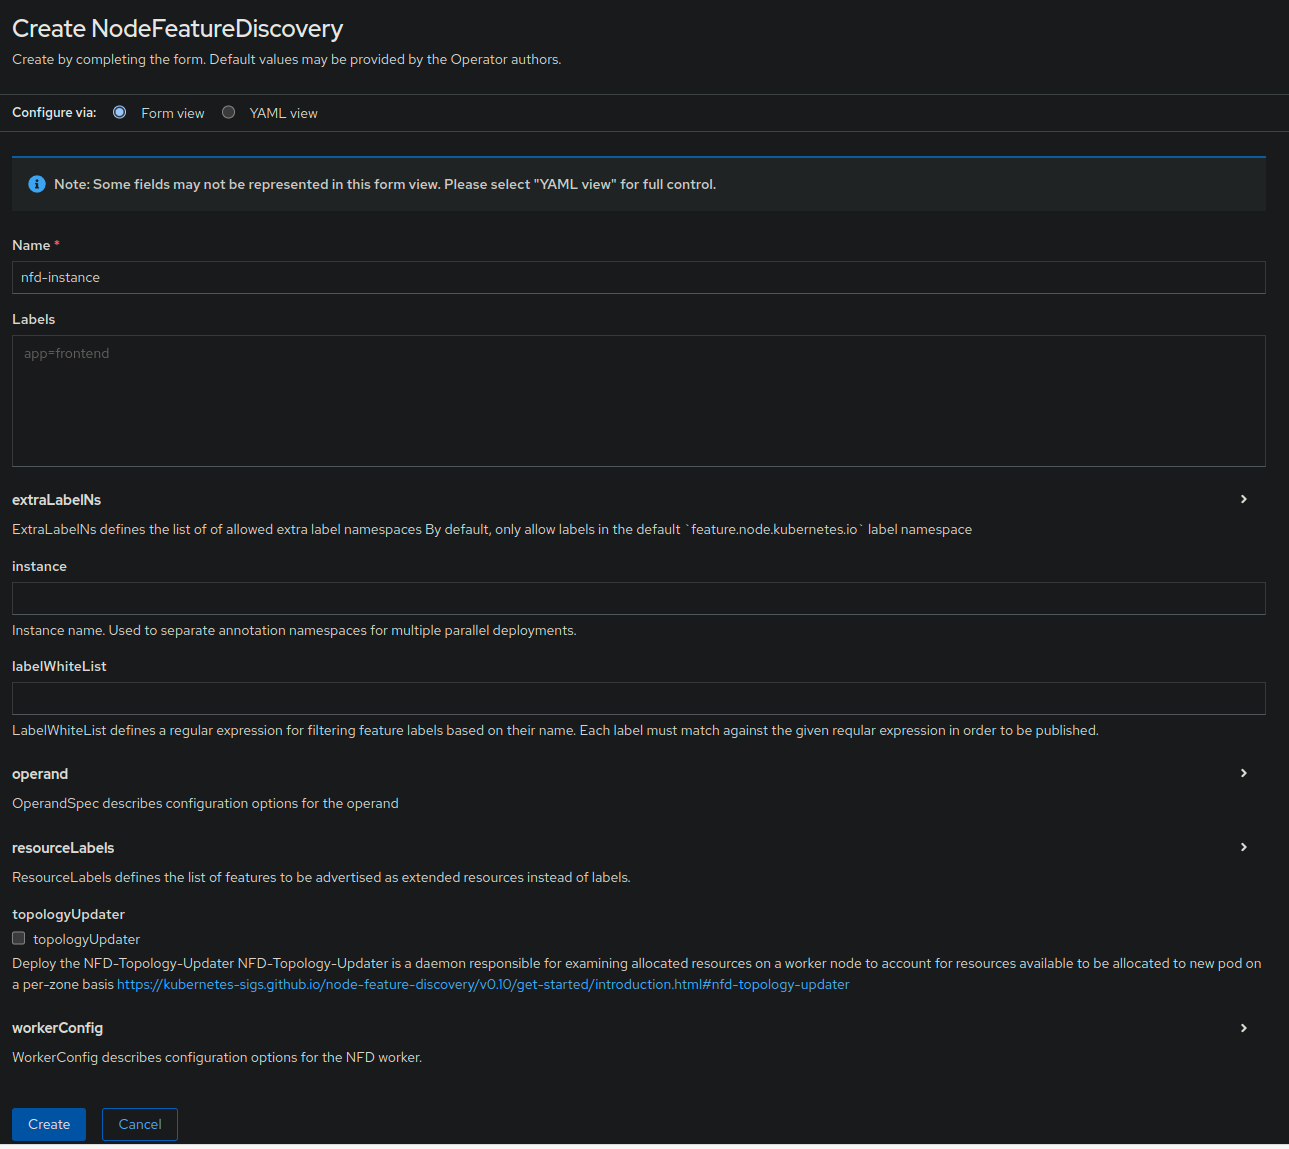 Create NodeFeatureDiscovery
Create by completing the form. Default values may be provided by the Operator authors.
Configure via: Form view YAML view
Note: Some fields may not be represented in this form view. Please select "YAML view" for full control.
Name *
nfd-instance
Labels
app=frontend
extraLabelNs
ExtraLabelNs defines the list of of allowed extra label namespaces By default, only allow labels in the default `feature.node.kubernetes.io` label namespace
instance
Instance name. Used to separate annotation namespaces for multiple parallel deployments.
labelWhiteList
LabelWhiteList defines a regular expression for filtering feature labels based on their name. Each label must match against the given reqular expression in order to be published.
operand
OperandSpec describes configuration options for the operand
resourceLabels
ResourceLabels defines the list of features to be advertised as extended resources instead of labels.
topologyUpdater
topologyUpdater
Deploy the NFD-Topology-Updater NFD-Topology-Updater is a daemon responsible for examining allocated resources on a worker node to account for resources available to be allocated to new pod on
a per-zone basis https://kubernetes-sigs.github.io/node-feature-discovery/v0.10/get-started/introduction.html#nfd-topology-updater
workerConfig
WorkerConfig describes configuration options for the NFD worker.
Create Cancel